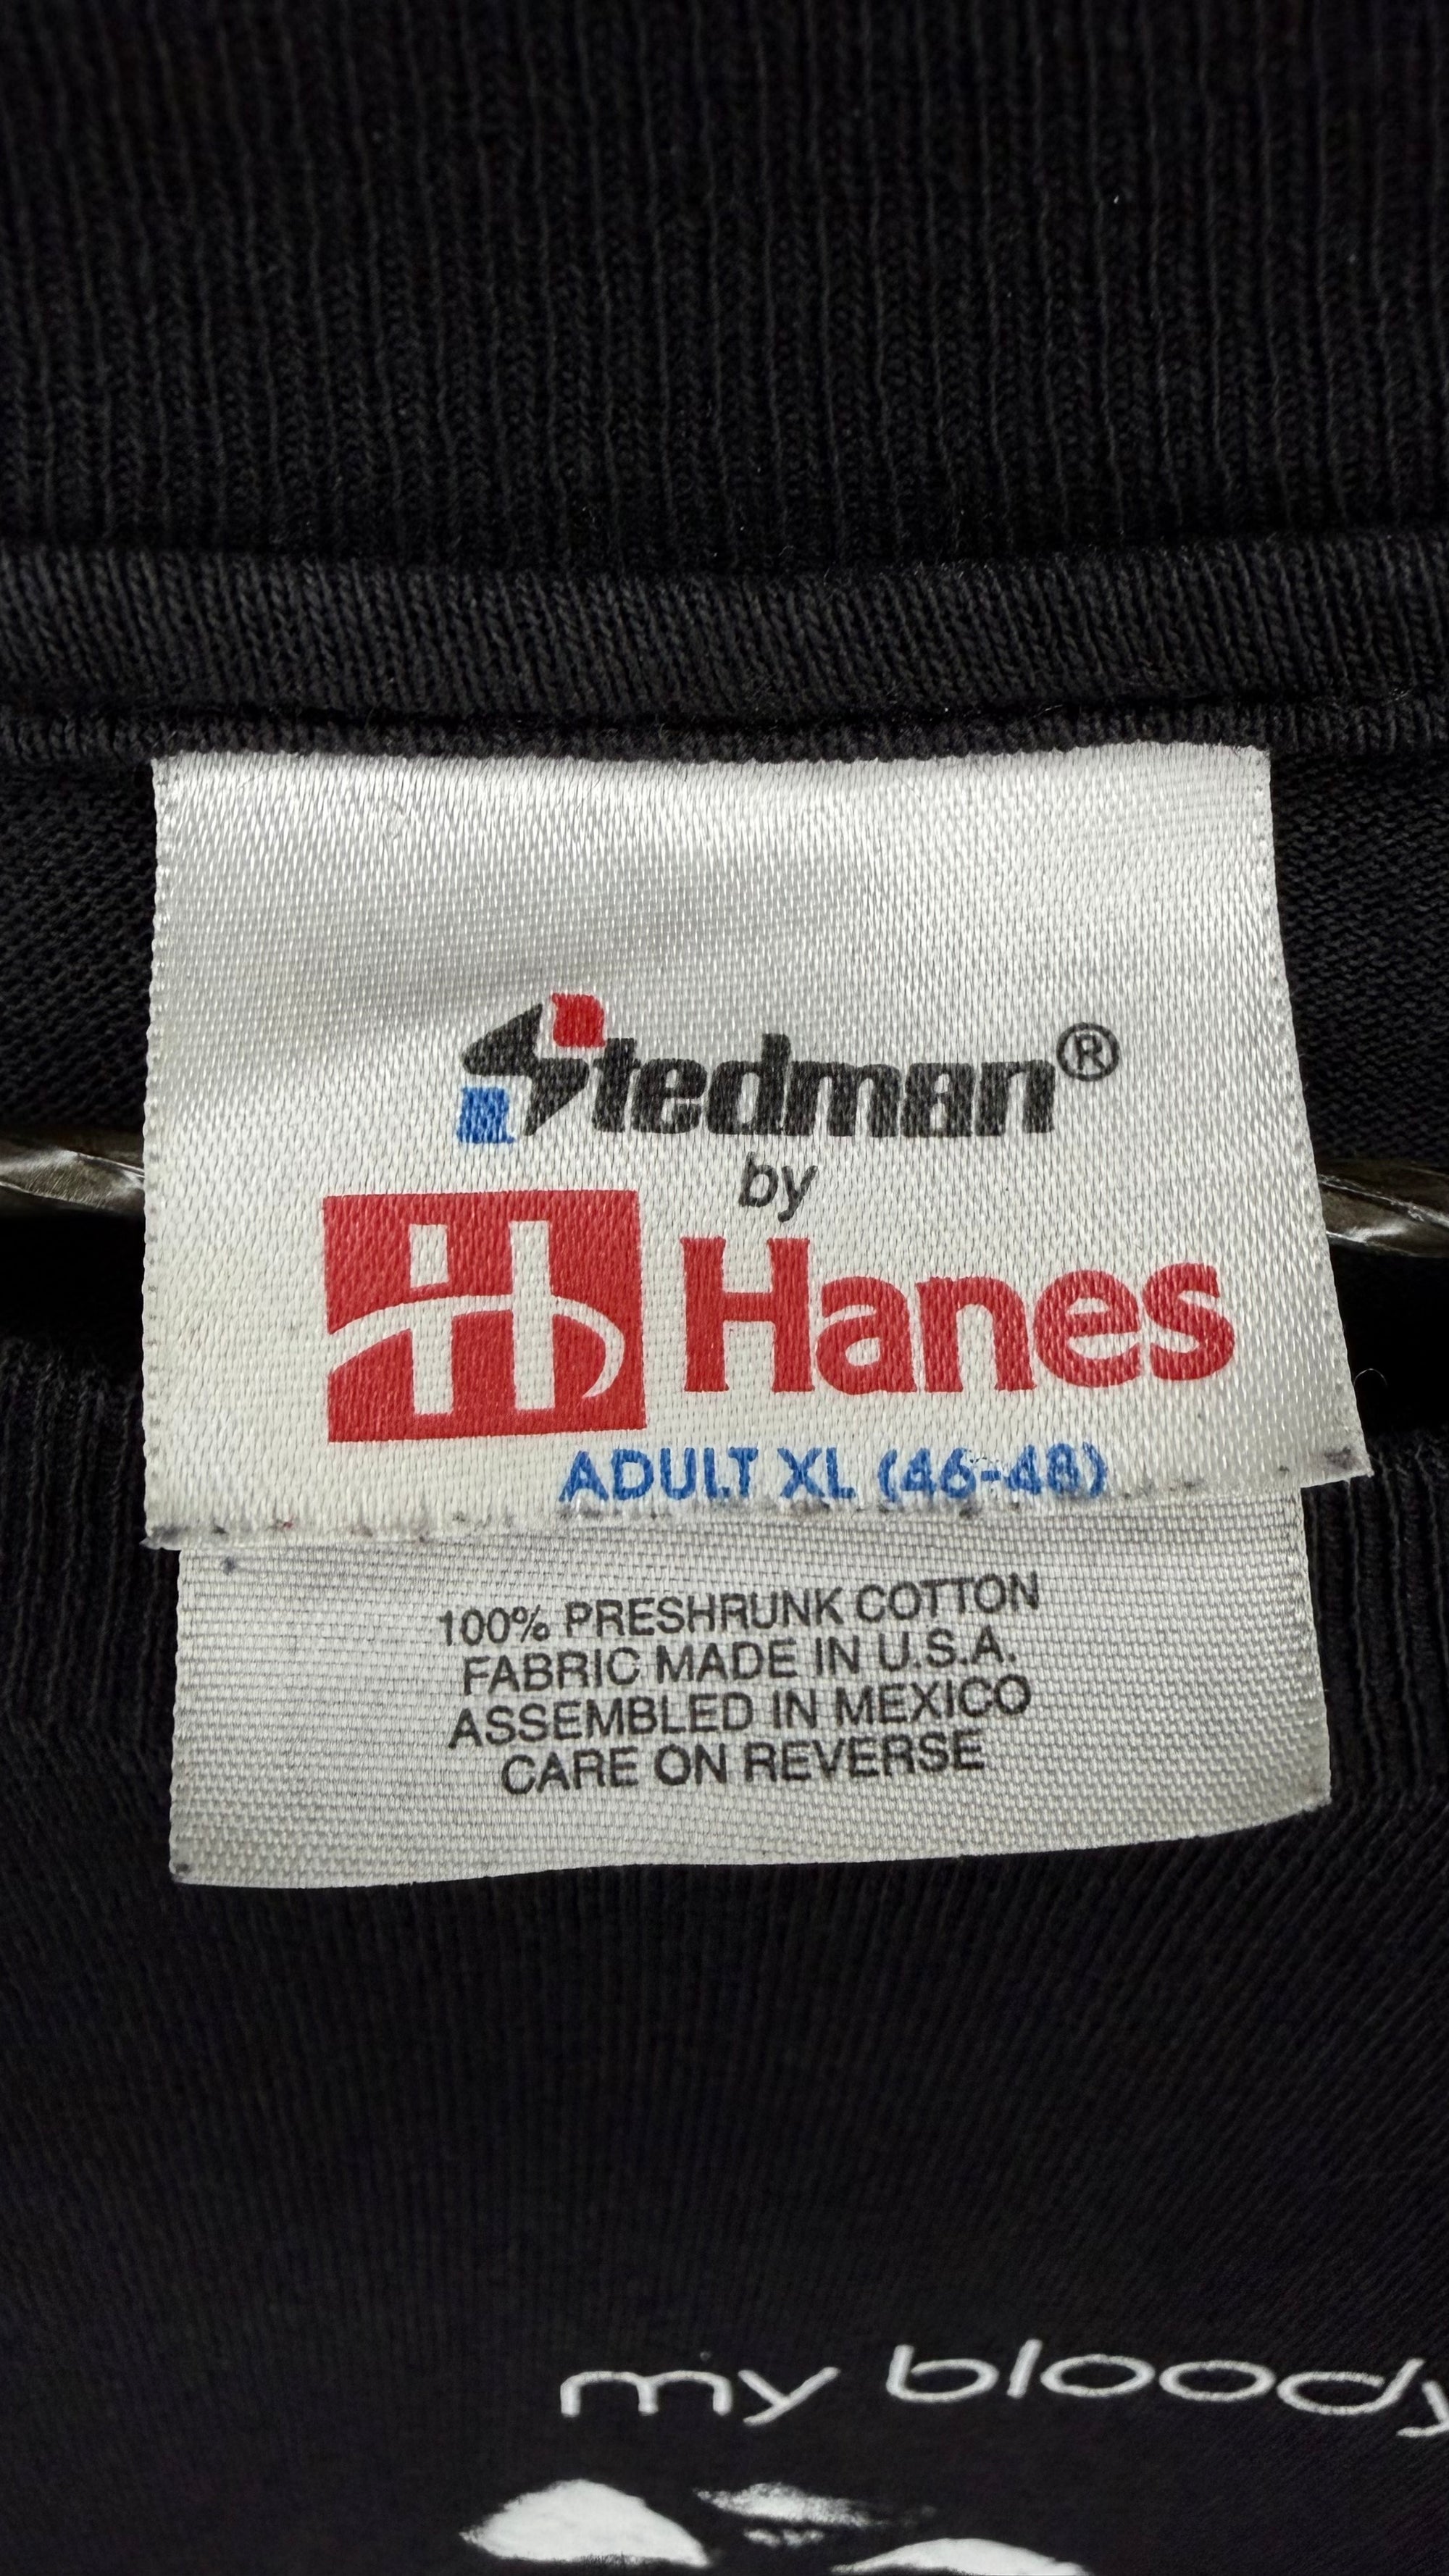 Stedman®
by
H Hanes
ADULT XL (46-48)
100% PRESHRUNK COTTON
FABRIC MADE IN U.S.A.
ASSEMBLED IN MEXICO
CARE ON REVERSE
my bloody